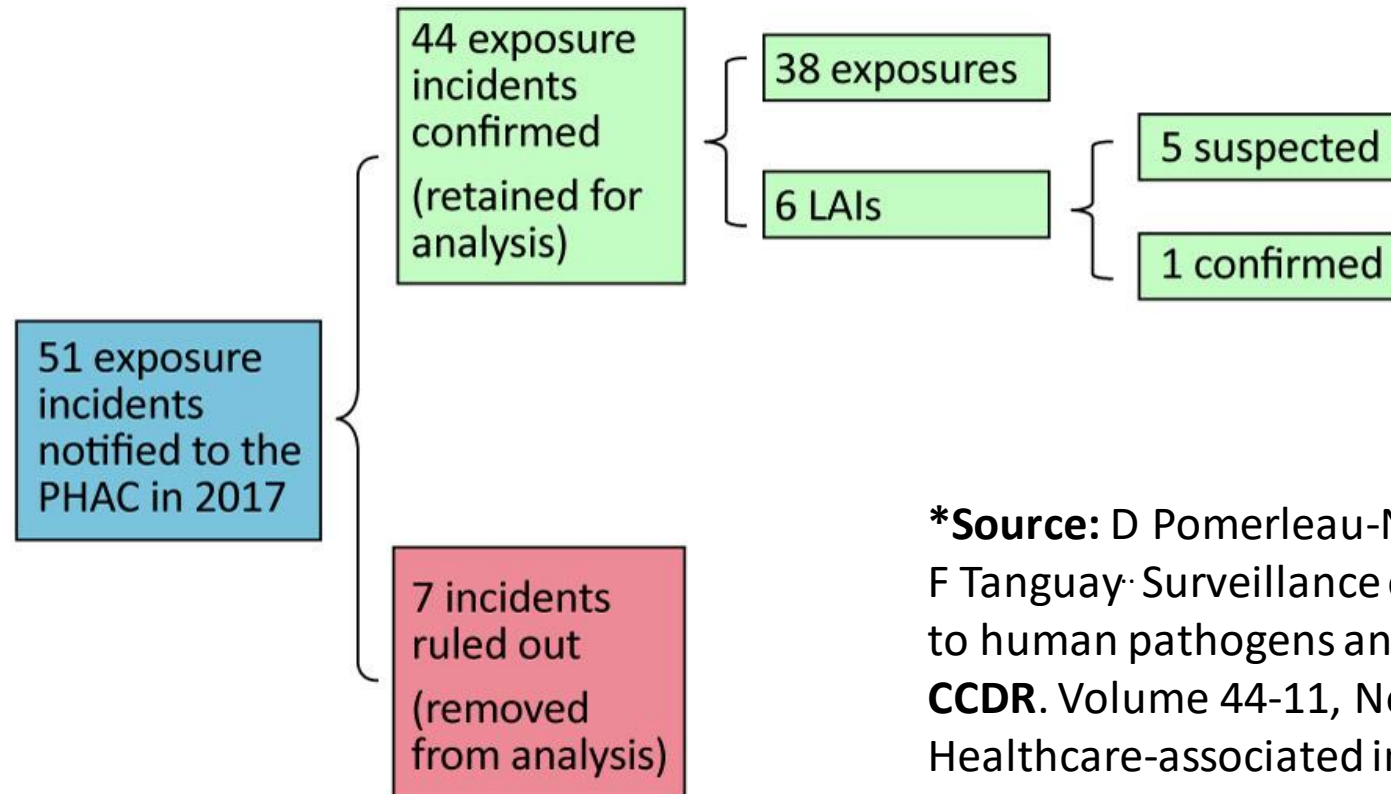 51 exposure
incidents
notified to the
PHAC in 2017
44 exposure
incidents
confirmed
(retained for
analysis)
38 exposures
6 LAIs
5 suspected
1 confirmed
7 incidents
ruled out
(removed
from analysis)
*Source: D Pomerleau-
F Tanguay.. Surveillance
to human pathogens an
CCDR. Volume 44-11,
Healthcare-associated